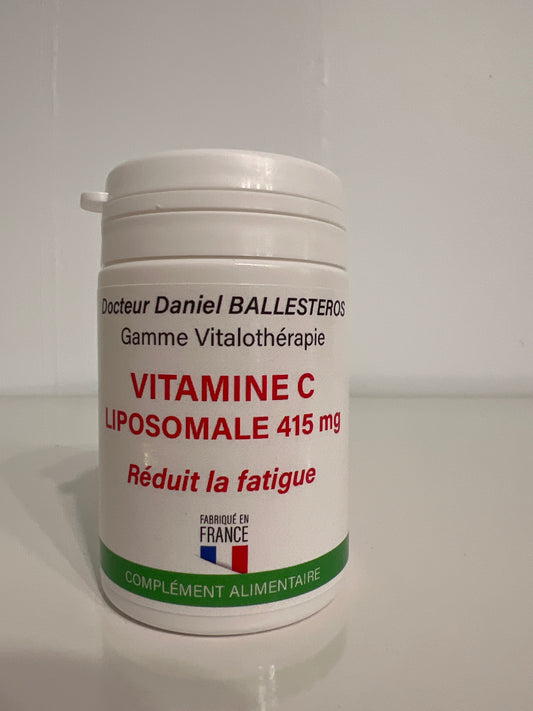 Docteur Daniel BALLESTEROS
Gamme Vitalothérapie
VITAMINE C
LIPOSOMALE 415 mg
Réduit la fatigue
FABRIQUÉ EN
FRANCE
COMPLÉMENT ALIMENTAIRE